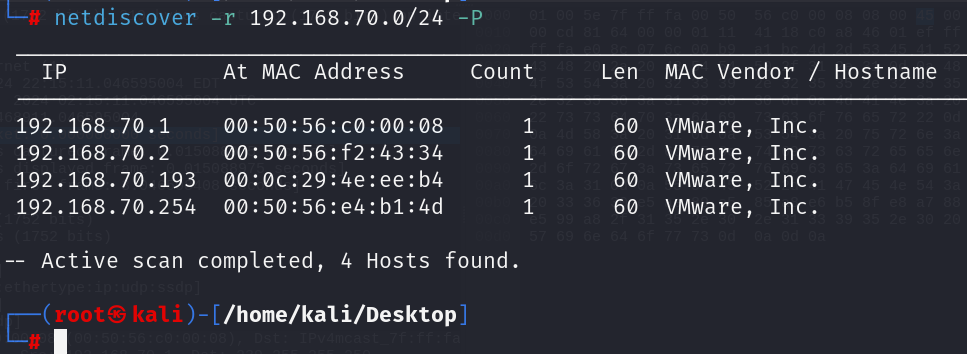 └─# netdiscover -r 192.168.70.0/24 -P
IP At MAC Address Count Len MAC Vendor / Hostname
192.168.70.1 00:50:56:c0:00:08 1 60 VMware, Inc.
192.168.70.2 00:50:56:f2:43:34 1 60 VMware, Inc.
192.168.70.193 00:0c:29:4e:ee:b4 1 60 VMware, Inc.
192.168.70.254 00:50:56:e4:b1:4d 1 60 VMware, Inc.
-- Active scan completed, 4 Hosts found.
┌──(root㉿kali)-[/home/kali/Desktop]
└─#